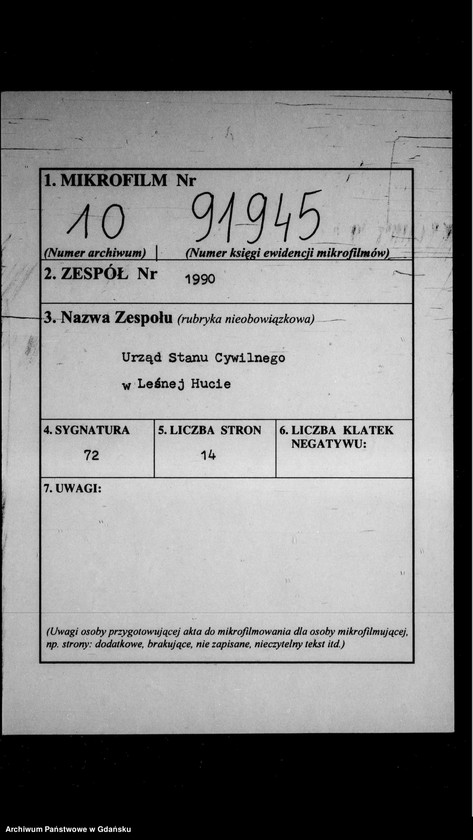 1. MIKROFILM Nr
10 91945
(Numer archiwum) (Numer księgi ewidencji mikrofilmów)
2. ZESPÓŁ Nr 1990
3. Nazwa Zespołu (rubryka nieobowiązkowa)
Urząd Stanu Cywilnego
w Leśnej Hucie
4. SYGNATURA 5. LICZBA STRON 6. LICZBA KLATEK
NEGATYWU:
72 14
7. UWAGI:
(Uwagi osoby przygotowującej akta do mikrofilmowania dla osoby mikrofilmującej,
np. strony: dodatkowe, brakujące, nie zapisane, nieczytelny tekst itd.)
Archiwum Państwowe w Gdańsku